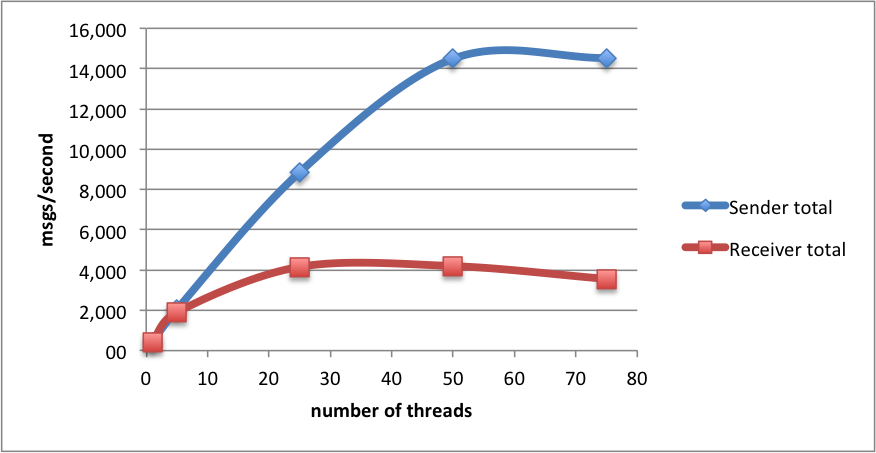 16,000
14,000
12,000
10,000
8,000
6,000
4,000
2,000
00
0 10 20 30 40 50 60 70 80
msgs/second
number of threads
Sender total
Receiver total